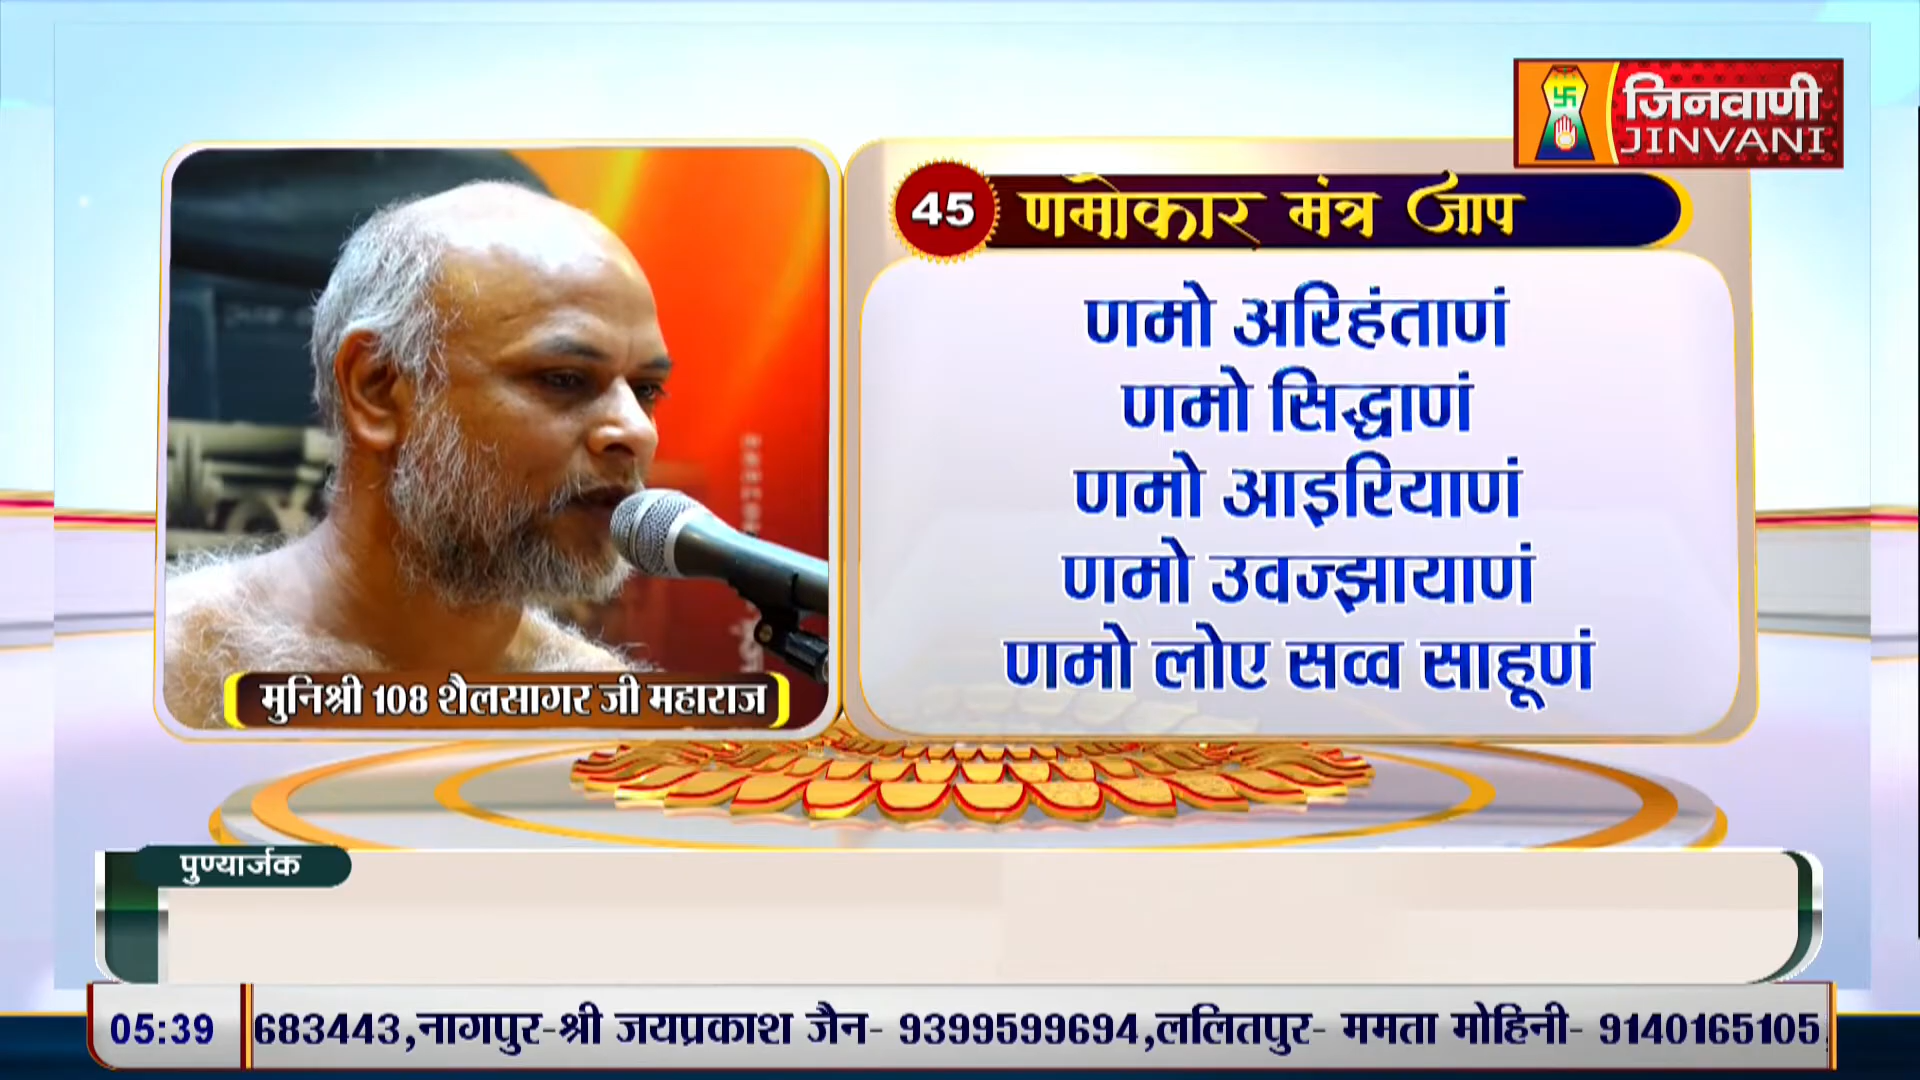 जिनवाणी
JINVANI
45 णमोकार मंत्र जाप
णमो अरिहंताणं
णमो सिद्धाणं
णमो आइरियाणं
णमो उवज्झायाणं
णमो लोए सव्व साहूणं
मुनिश्री 108 शैलसागर जी महाराज
पुण्यार्जक
05:39 683443,नागपुर-श्री जयप्रकाश जैन- 9399599694,ललितपुर- ममता मोहिनी- 9140165105,